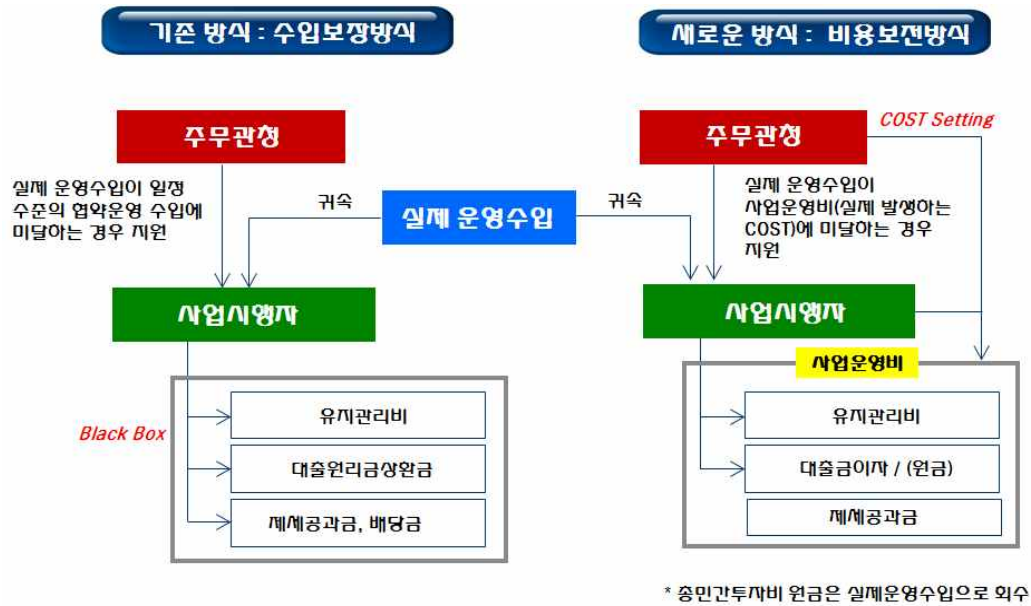 기존 방식 : 수입보장방식
새로운 방식 : 비용보전방식
주무관청
실제 운영수입이 일정
수준의 협약운영 수입에
미달하는 경우 지원
귀속
실제 운영수입
귀속
주무관청
COST Setting
실제 운영수입이
사업운영비(실제 발생하는
COST)에 미달하는 경우
지원
사업시행자
Black Box
유지관리비
대출원리금상환금
제세공과금, 배당금
사업시행자
사업운영비
유지관리비
대출금이자 / (원금)
제세공과금
* 총민간투자비 원금은 실제운영수입으로 회수